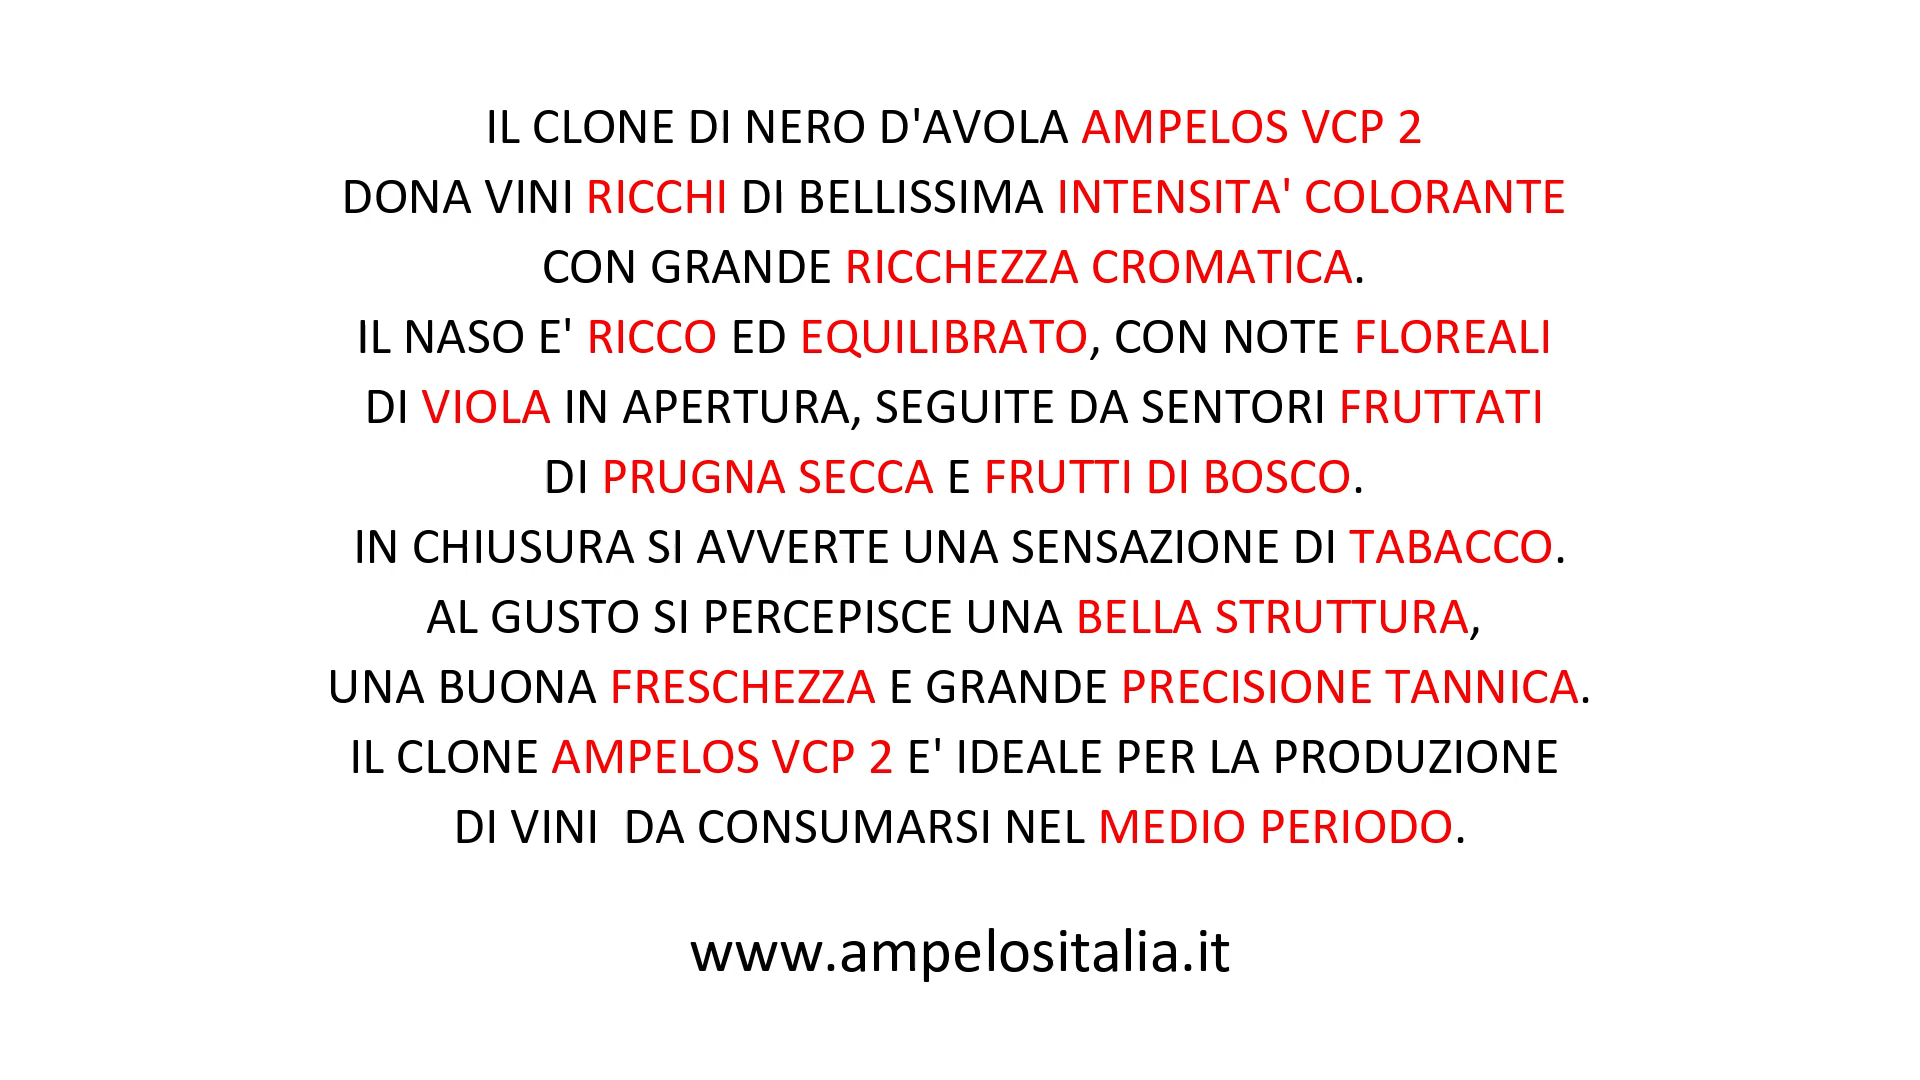 IL CLONE DI NERO D'AVOLA AMPELOS VCP 2
DONA VINI RICCHI DI BELLISSIMA INTENSITA' COLORANTE
CON GRANDE RICCHEZZA CROMATICA.
IL NASO E' RICCO ED EQUILIBRATO, CON NOTE FLOREALI
DI VIOLA IN APERTURA, SEGUITE DA SENTORI FRUTTATI
DI PRUGNA SECCA E FRUTTI DI BOSCO.
IN CHIUSURA SI AVVERTE UNA SENSAZIONE DI TABACCO.
AL GUSTO SI PERCEPISCE UNA BELLA STRUTTURA,
UNA BUONA FRESCHEZZA E GRANDE PRECISIONE TANNICA.
IL CLONE AMPELOS VCP 2 E' IDEALE PER LA PRODUZIONE
DI VINI  DA CONSUMARSI NEL MEDIO PERIODO.
www.ampelositalia.it